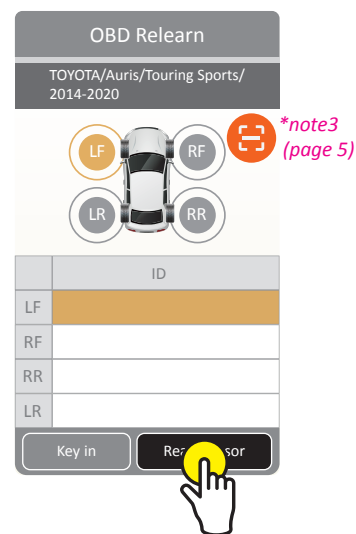 OBD Relearn
TOYOTA/Auris/Touring Sports/
2014-2020
*note3
(page 5)
LF
RF
LR
RR
ID
LF
RF
RR
LR
Key in